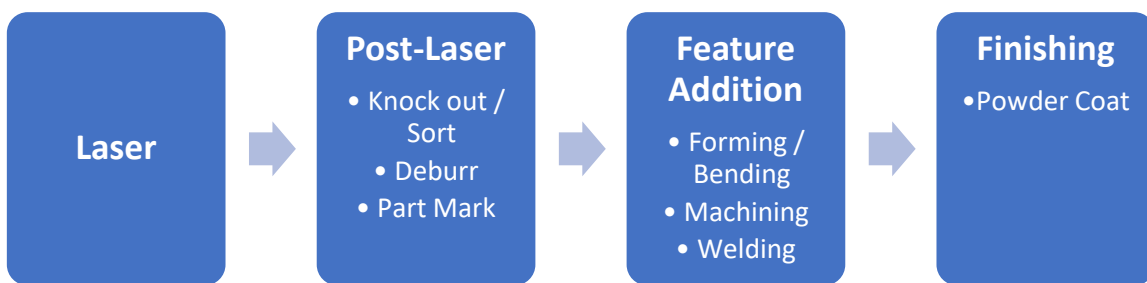 Laser
Post-Laser
• Knock out /
Sort
• Deburr
• Part Mark
Feature
Addition
• Forming /
Bending
• Machining
• Welding
Finishing
•Powder Coat